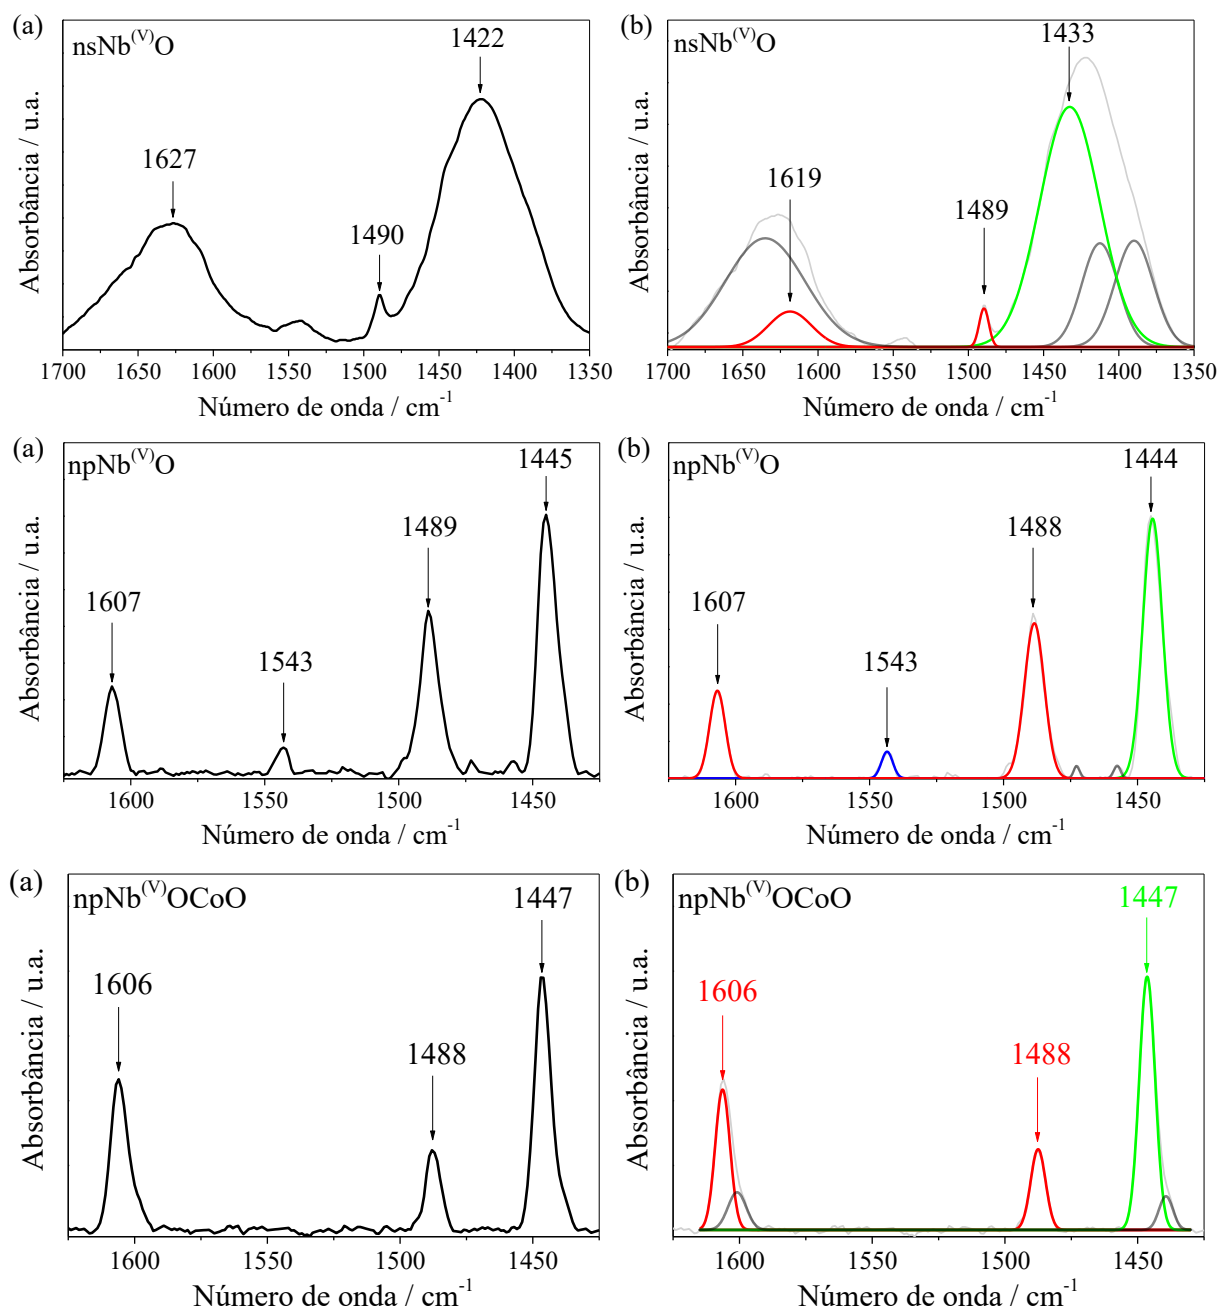 (a)
nsNb(V)O
1422
1627
1490
Absorbância / u.a.
1700 1650 1600 1550 1500 1450 1400 1350
Número de onda / cm-1
(b)
nsNb(V)O
1433
1619
1489
Absorbância / u.a.
1700 1650 1600 1550 1500 1450 1400 1350
Número de onda / cm-1
(a)
npNb(V)O
1445
1489
1607
1543
Absorbância / u.a.
1600 1550 1500 1450
Número de onda / cm-1
(b)
npNb(V)O
1444
1488
1607
1543
Absorbância / u.a.
1600 1550 1500 1450
Número de onda / cm-1
(a)
npNb(V)OCoO
1447
1606
1488
Absorbância / u.a.
1600 1550 1500 1450
Número de onda / cm-1
(b)
npNb(V)OCoO
1447
1606
1488
Absorbância / u.a.
1600 1550 1500 1450
Número de onda / cm-1